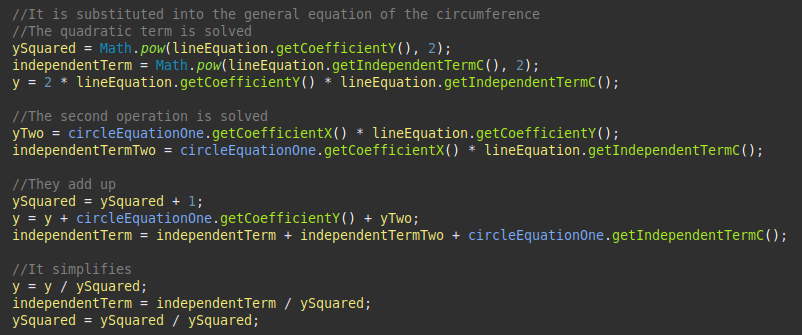 //It is substituted into the general equation of the circumference
//The quadratic term is solved
ySquared = Math.pow(lineEquation.getCoefficientY(), 2);
independentTerm = Math.pow(lineEquation.getIndependentTermC(), 2);
y = 2 * lineEquation.getCoefficientY() * lineEquation.getIndependentTermC();
//The second operation is solved
yTwo = circleEquationOne.getCoefficientX() * lineEquation.getCoefficientY();
independentTermTwo = circleEquationOne.getCoefficientX() * lineEquation.getIndependentTermC();
//They add up
ySquared = ySquared + 1;
y = y + circleEquationOne.getCoefficientY() + yTwo;
independentTerm = independentTerm + independentTermTwo + circleEquationOne.getIndependentTermC();
//It simplifies
y = y / ySquared;
independentTerm = independentTerm / ySquared;
ySquared = ySquared / ySquared;